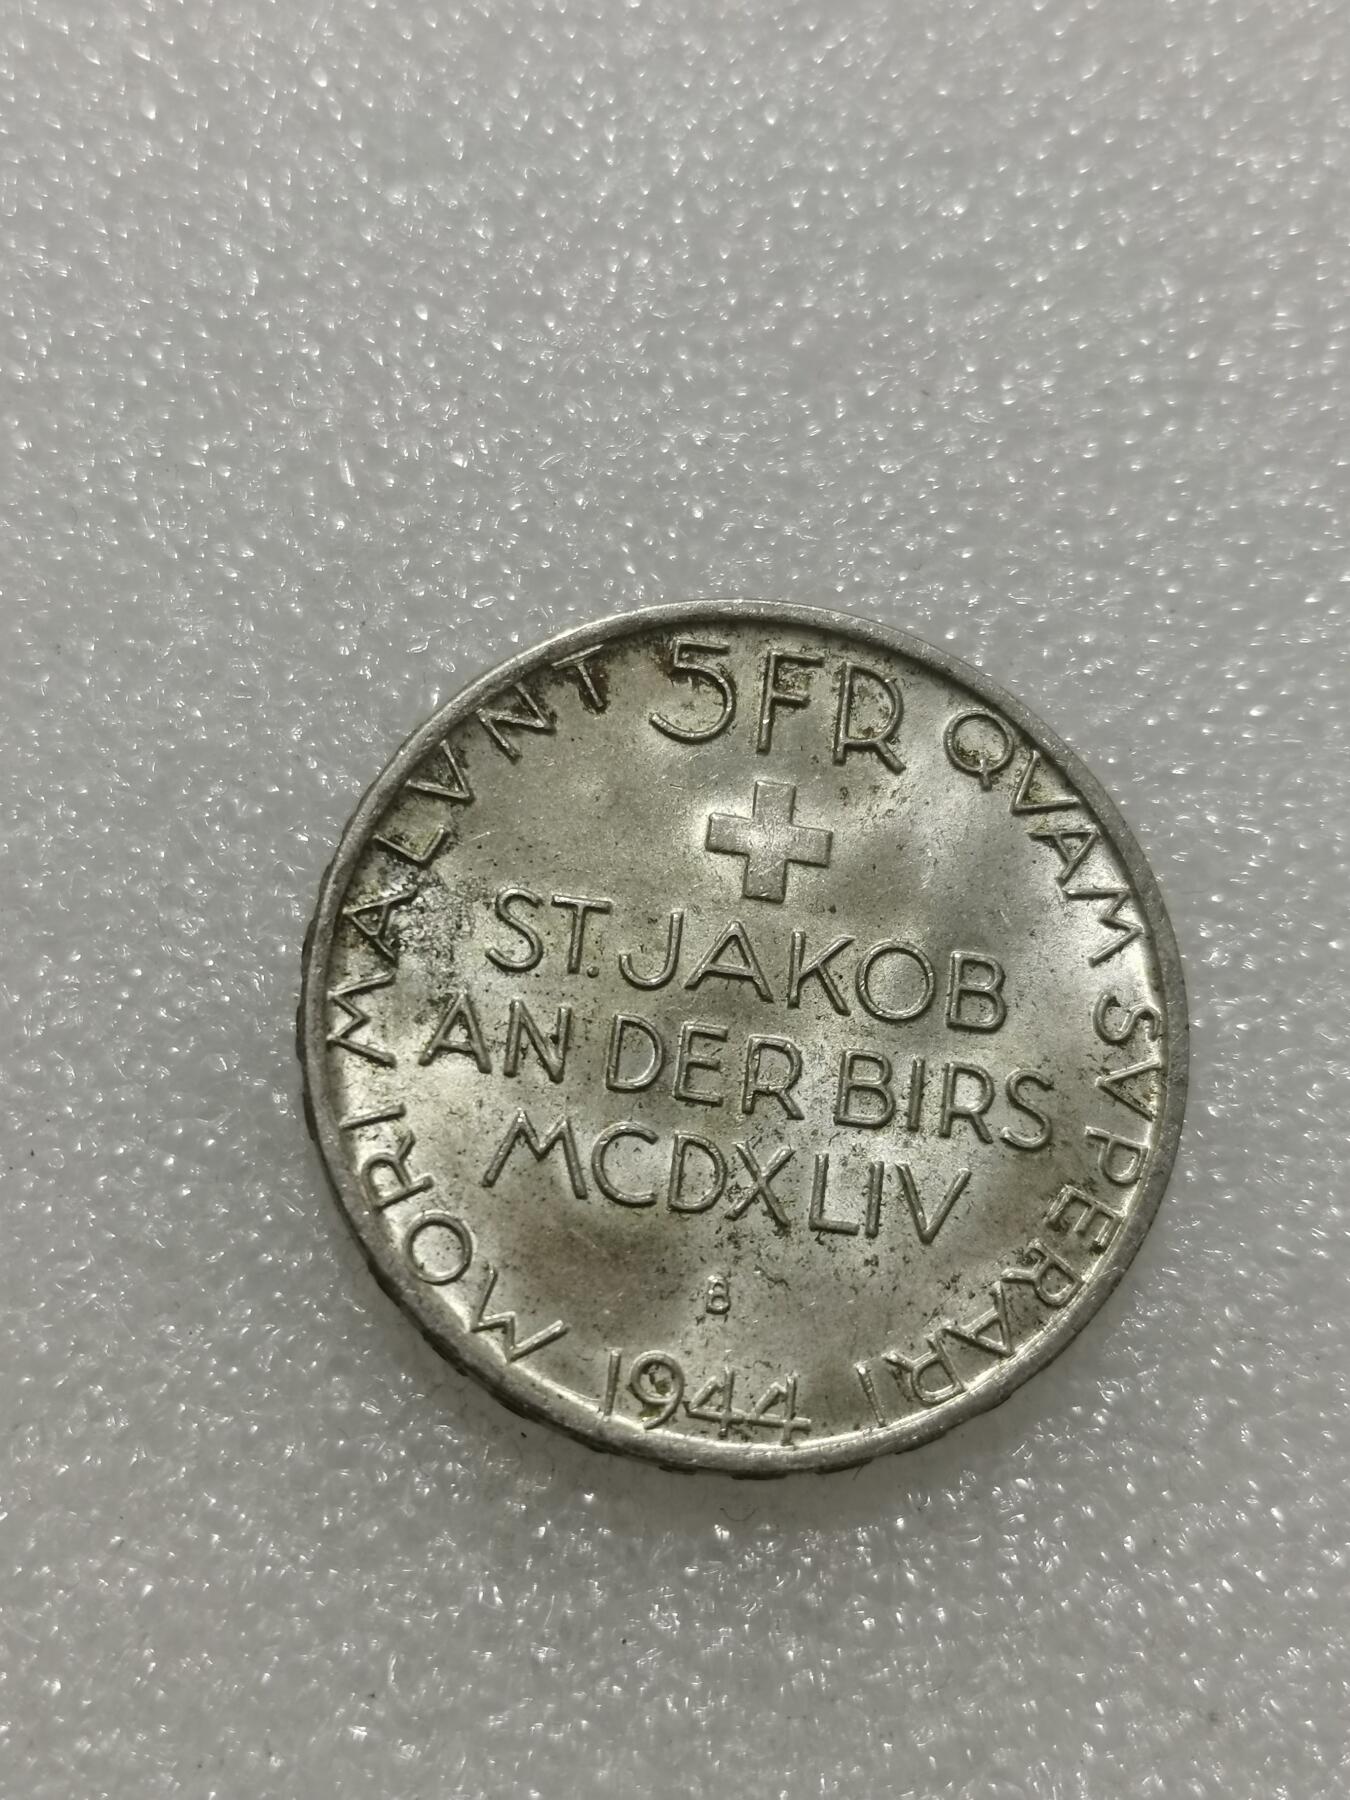 5FR
MORI MALVNT QVAM SVPERARI
ST. JAKOB
AN DER BIRS
MCDXLIV
B
1944